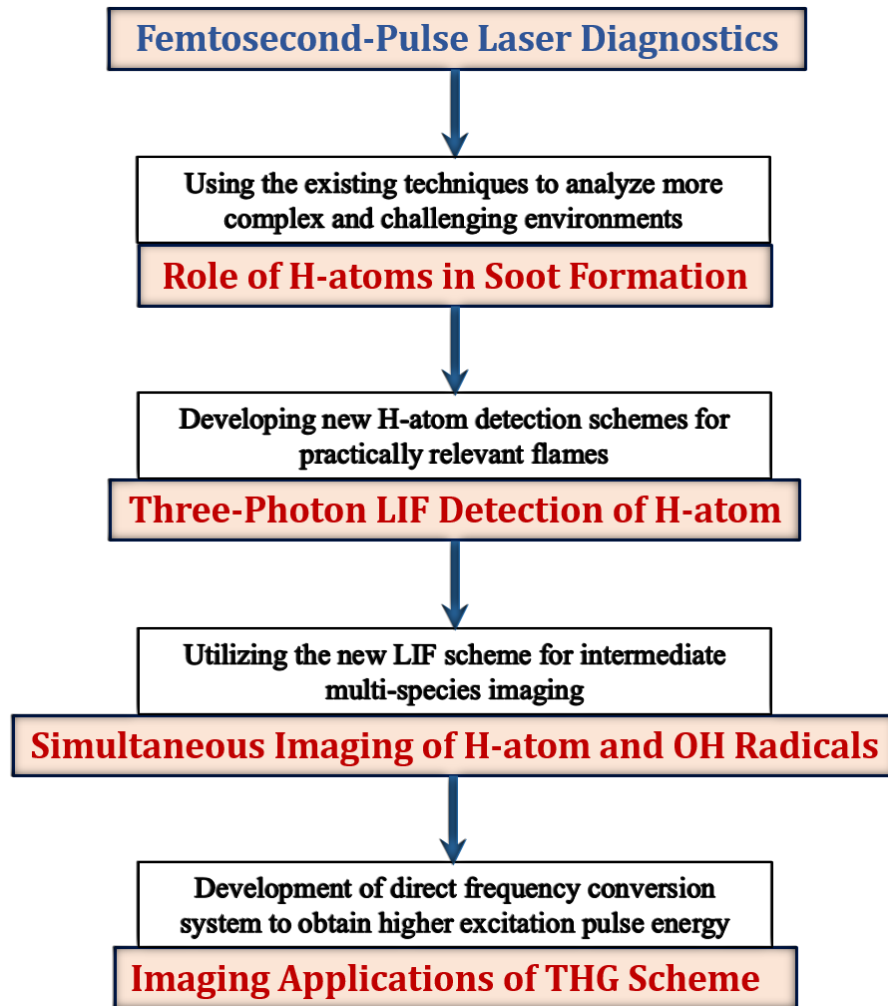 Femtosecond-Pulse Laser Diagnostics
Using the existing techniques to analyze more
complex and challenging environments
Role of H-atoms in Soot Formation
Developing new H-atom detection schemes for
practically relevant flames
Three-Photon LIF Detection of H-atom
Utilizing the new LIF scheme for intermediate
multi-species imaging
Simultaneous Imaging of H-atom and OH Radicals
Development of direct frequency conversion
system to obtain higher excitation pulse energy
Imaging Applications of THG Scheme